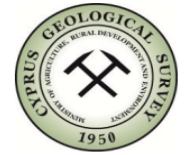 CYPRUS GEOLOGICAL SURVEY
MINISTRY OF AGRICULTURE, RURAL DEVELOPMENT AND ENVIRONMENT
1950